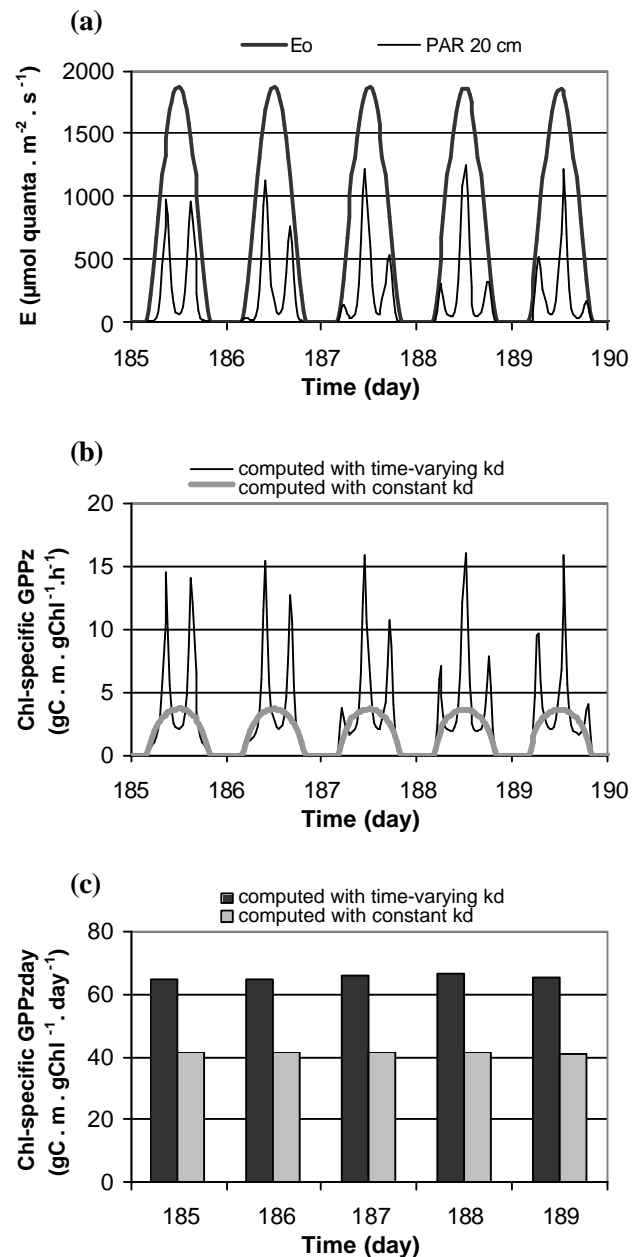 (a)
Eo PAR 20 cm
E (µmol quanta . m⁻² . s⁻¹)
2000
1500
1000
500
0
185 186 187 188 189 190
Time (day)
(b)
computed with time-varying kd
computed with constant kd
Chl-specific GPPz
(gC . m . gChl⁻¹.h⁻¹)
20
15
10
5
0
185 186 187 188 189 190
Time (day)
(c)
computed with time-varying kd
computed with constant kd
Chl-specific GPPzday
(gC . m . gChl⁻¹ . day⁻¹)
80
60
40
20
0
185 186 187 188 189
Time (day)